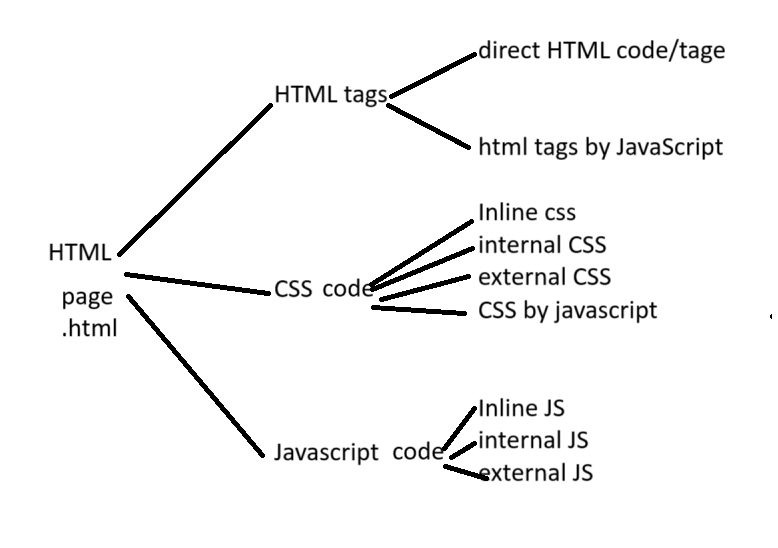 direct HTML code/tage
HTML tags
html tags by JavaScript
HTML
page
.html
Inline css
internal CSS
CSS code
external CSS
CSS by javascript
Inline JS
internal JS
Javascript code
external JS